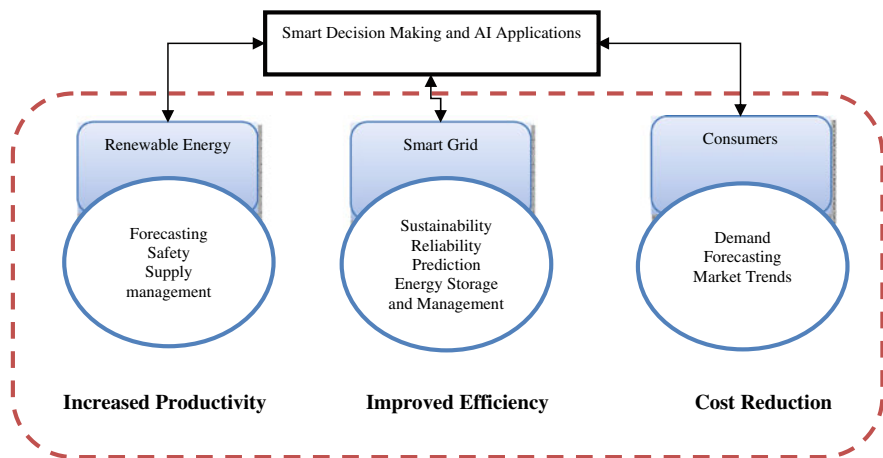 Smart Decision Making and AI Applications
Renewable Energy
Forecasting
Safety
Supply
management
Smart Grid
Sustainability
Reliability
Prediction
Energy Storage
and Management
Consumers
Demand
Forecasting
Market Trends
Increased Productivity
Improved Efficiency
Cost Reduction